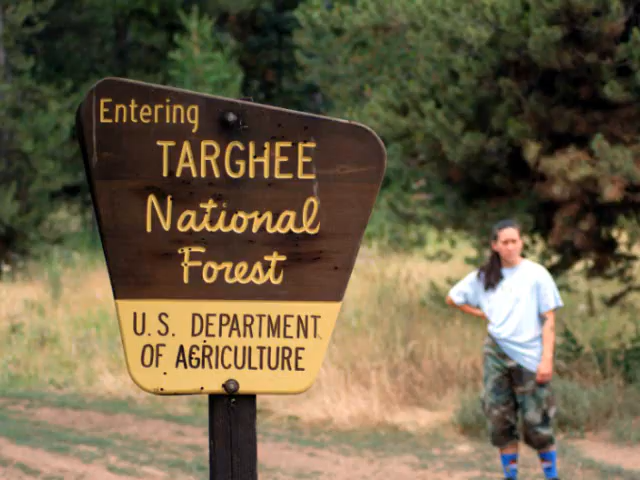 Entering
TARGHEE
National
Forest
U.S. DEPARTMENT
OF AGRICULTURE